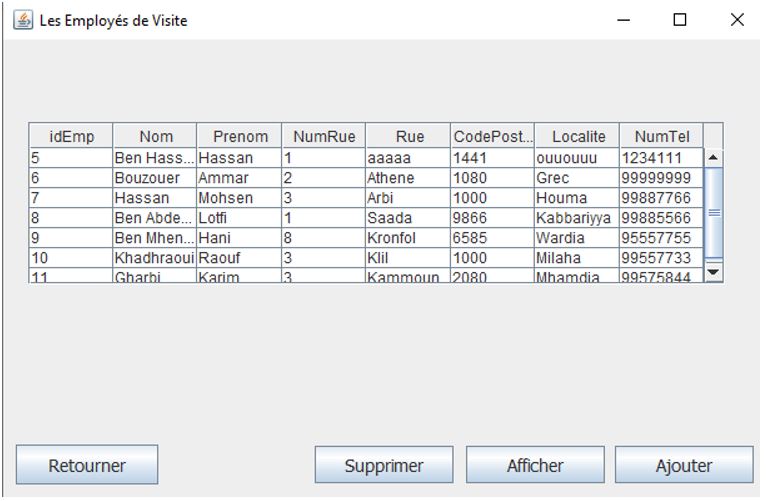 Les Employés de Visite
idEmp Nom Prenom NumRue Rue CodePost... Localite NumTel
5 Ben Hass... Hassan 1 aaaaa 1441 ouuouuu 1234111
6 Bouzouer Ammar 2 Athene 1080 Grec 99999999
7 Hassan Mohsen 3 Arbi 1000 Houma 99887766
8 Ben Abde... Lotfi 1 Saada 9866 Kabbariyya 99885566
9 Ben Mhen... Hani 8 Kronfol 6585 Wardia 95557755
10 Khadhraoui Raouf 3 Klil 1000 Milaha 99557733
11 Gharbi Karim 3 Kammoun 2080 Mhamdia 99575844
Retourner Supprimer Afficher Ajouter